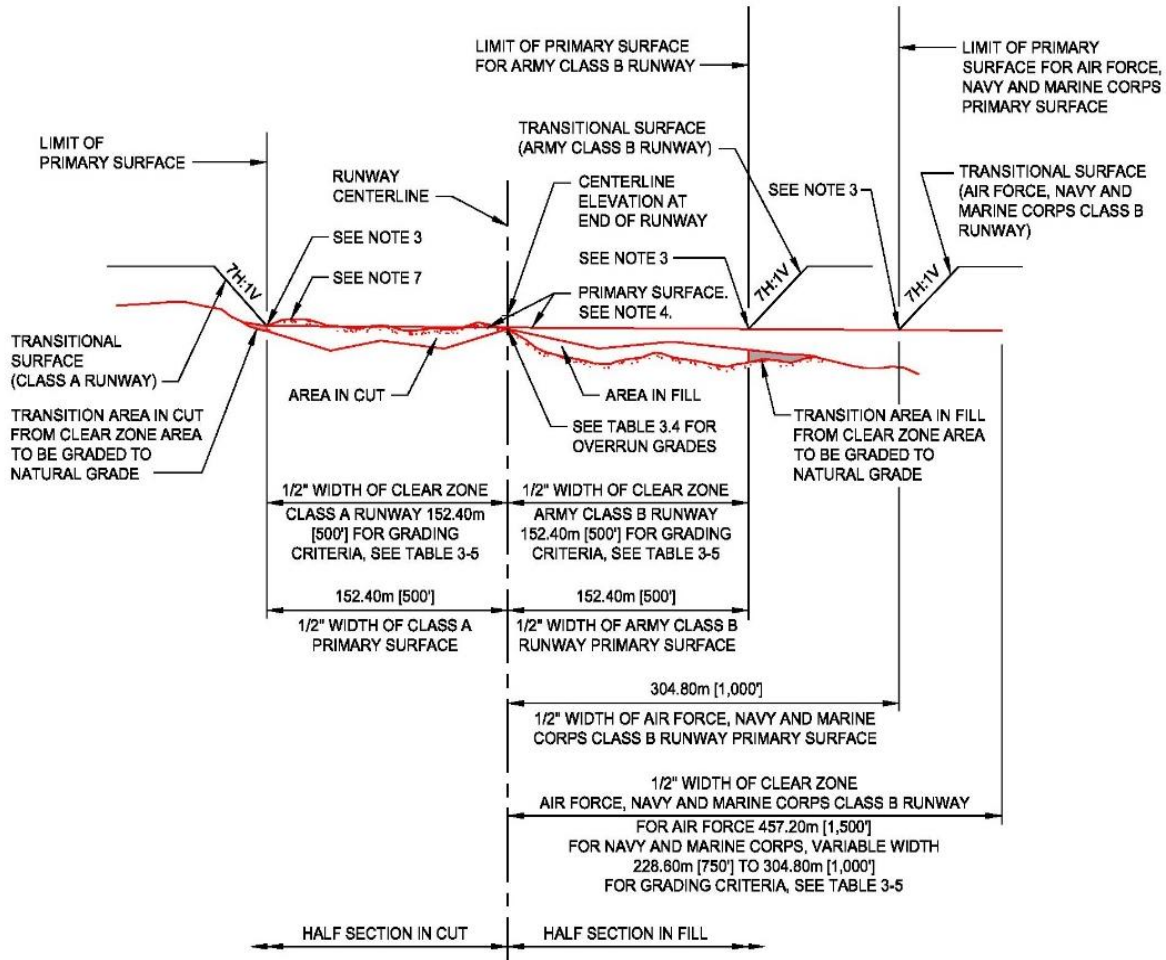 LIMIT OF PRIMARY SURFACE
FOR ARMY CLASS B RUNWAY
LIMIT OF PRIMARY
SURFACE FOR AIR FORCE,
NAVY AND MARINE CORPS
PRIMARY SURFACE
LIMIT OF
PRIMARY SURFACE
RUNWAY
CENTERLINE
TRANSITIONAL SURFACE
(ARMY CLASS B RUNWAY)
CENTERLINE
ELEVATION AT
END OF RUNWAY
SEE NOTE 3
TRANSITIONAL SURFACE
(AIR FORCE, NAVY AND
MARINE CORPS CLASS B
RUNWAY)
SEE NOTE 3
SEE NOTE 7
SEE NOTE 3
7H:1V
7H:1V
7H:1V
PRIMARY SURFACE.
SEE NOTE 4.
TRANSITIONAL
SURFACE
(CLASS A RUNWAY)
AREA IN CUT
AREA IN FILL
TRANSITION AREA IN CUT
FROM CLEAR ZONE AREA
TO BE GRADED TO
NATURAL GRADE
SEE TABLE 3.4 FOR
OVERRUN GRADES
TRANSITION AREA IN FILL
FROM CLEAR ZONE AREA
TO BE GRADED TO
NATURAL GRADE
1/2" WIDTH OF CLEAR ZONE
CLASS A RUNWAY 152.40m
[500'] FOR GRADING
CRITERIA, SEE TABLE 3-5
1/2" WIDTH OF CLEAR ZONE
ARMY CLASS B RUNWAY
152.40m [500'] FOR GRADING
CRITERIA, SEE TABLE 3-5
152.40m [500']
1/2" WIDTH OF CLASS A
PRIMARY SURFACE
152.40m [500']
1/2" WIDTH OF ARMY CLASS B
RUNWAY PRIMARY SURFACE
304.80m [1,000']
1/2" WIDTH OF AIR FORCE, NAVY AND MARINE
CORPS CLASS B RUNWAY PRIMARY SURFACE
1/2" WIDTH OF CLEAR ZONE
AIR FORCE, NAVY AND MARINE CORPS CLASS B RUNWAY
FOR AIR FORCE 457.20m [1,500']
FOR NAVY AND MARINE CORPS, VARIABLE WIDTH
228.60m [750'] TO 304.80m [1,000']
FOR GRADING CRITERIA, SEE TABLE 3-5
HALF SECTION IN CUT
HALF SECTION IN FILL